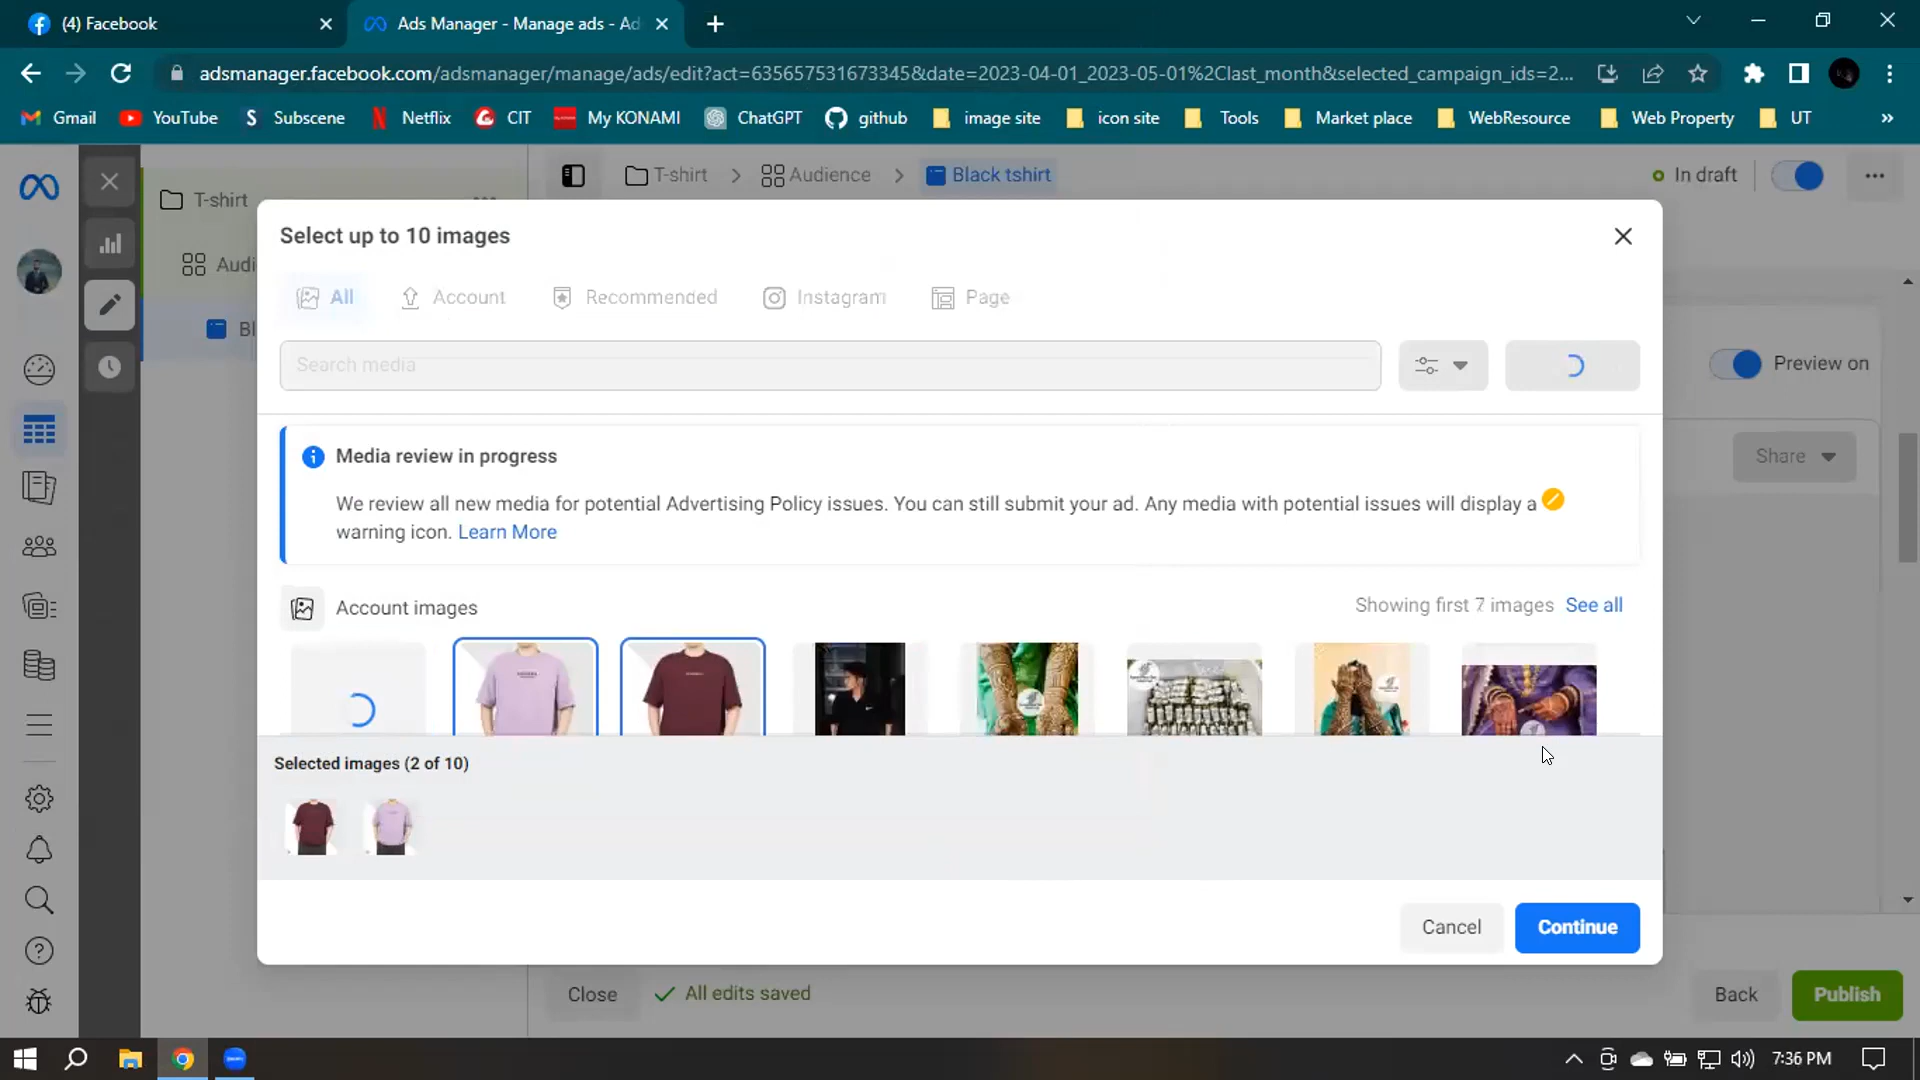 (4) Facebook
Ads Manager - Manage ads - Ad
adsmanager.facebook.com/adsmanager/manage/ads/edit?act=635657531673345&date=2023-04-01_2023-05-01%2Clast_month&selected_campaign_ids=2...
Gmail YouTube Subscene Netflix CIT My KONAMI ChatGPT github image site icon site Tools Market place WebResource Web Property UT »
T-shirt
T-shirt > Audience > Black tshirt
In draft
Audi
Bl
Select up to 10 images
All Account Recommended Instagram Page
Search media
Preview on
Share
Media review in progress
We review all new media for potential Advertising Policy issues. You can still submit your ad. Any media with potential issues will display a
warning icon. Learn More
Account images
Showing first 7 images See all
Selected images (2 of 10)
Cancel Continue
Close All edits saved
Back Publish
7:36 PM